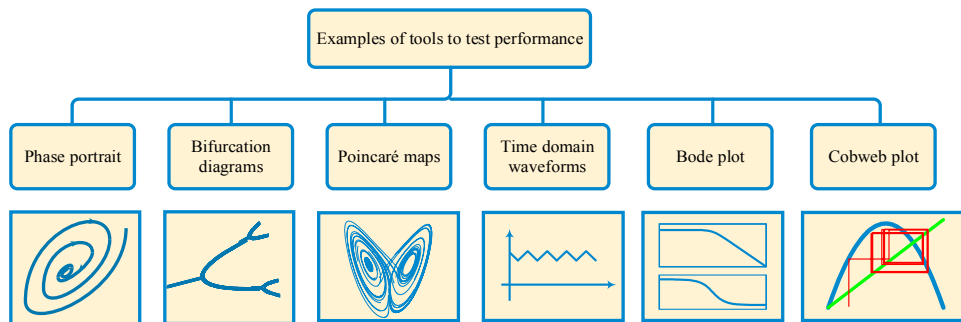 Examples of tools to test performance
Phase portrait
Bifurcation
diagrams
Poincaré maps
Time domain
waveforms
Bode plot
Cobweb plot